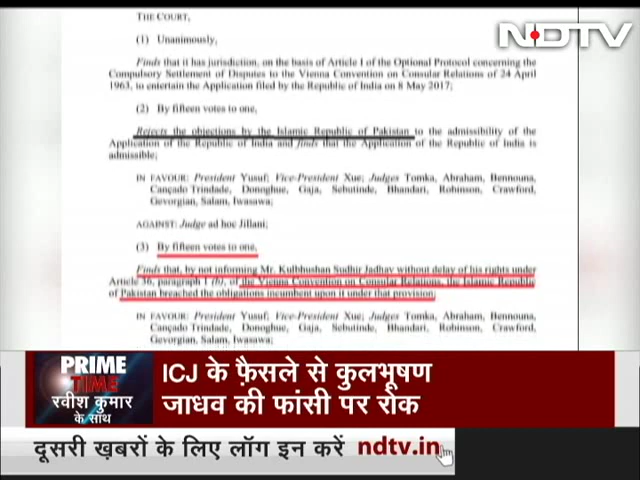 NDTV
THE COURT,
(1) Unanimously,
Finds that it has jurisdiction, on the basis of Article I of the Optional Protocol concerning the
Compulsory Settlement of Disputes to the Vienna Convention on Consular Relations of 24 April
1963, to entertain the Application filed by the Republic of India on 8 May 2017;
(2) By fifteen votes to one,
Rejects the objections by the Islamic Republic of Pakistan to the admissibility of the
Application of the Republic of India and finds that the Application of the Republic of India is
admissible;
IN FAVOUR: President Yusuf; Vice-President Xue; Judges Tomka, Abraham, Bennouna,
Cançado Trindade, Donoghue, Gaja, Sebutinde, Bhandari, Robinson, Crawford,
Gevorgian, Salam, Iwasawa;
AGAINST: Judge ad hoc Jillani;
(3) By fifteen votes to one,
Finds that, by not informing Mr. Kulbhushan Sudhir Jadhav without delay of his rights under
Article 36, paragraph 1 (b), of the Vienna Convention on Consular Relations, the Islamic Republic
of Pakistan breached the obligations incumbent upon it under that provision;
IN FAVOUR: President Yusuf; Vice-President Xue; Judges Tomka, Abraham, Bennouna,
Cançado Trindade, Donoghue, Gaja, Sebutinde, Bhandari, Robinson, Crawford,
Gevorgian, Salam, Iwasawa;
PRIME
TIME
रवीश कुमार
के साथ
ICJ के फ़ैसले से कुलभूषण
जाधव की फांसी पर रोक
दूसरी ख़बरों के लिए लॉग इन करें ndtv.in